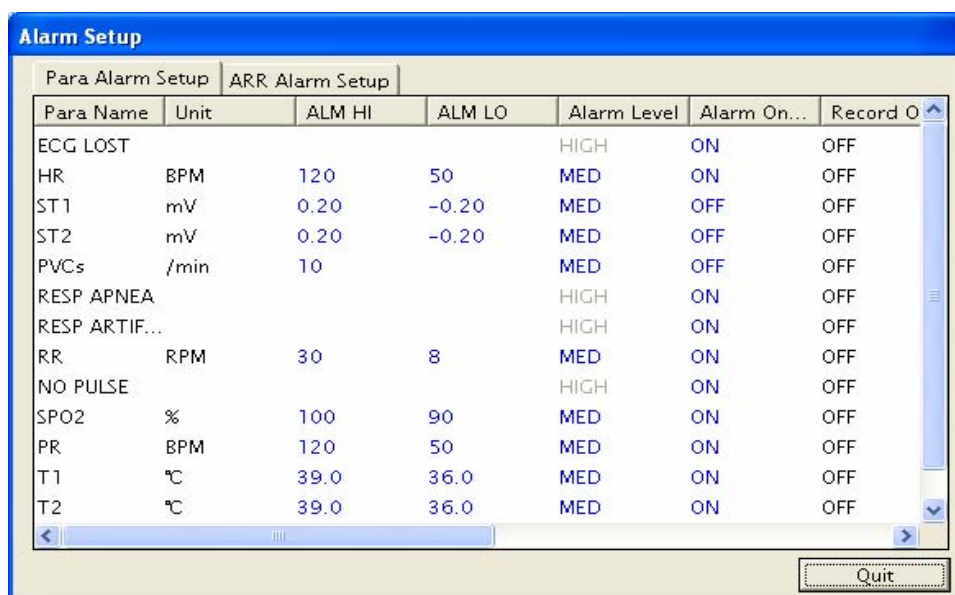 Alarm Setup
Para Alarm Setup ARR Alarm Setup
Para Name Unit ALM HI ALM LO Alarm Level Alarm On... Record O
ECG LOST HIGH ON OFF
HR BPM 120 50 MED ON OFF
ST1 mV 0.20 -0.20 MED OFF OFF
ST2 mV 0.20 -0.20 MED OFF OFF
PVCs /min 10 MED OFF OFF
RESP APNEA HIGH ON OFF
RESP ARTIF... HIGH ON OFF
RR RPM 30 8 MED ON OFF
NO PULSE HIGH ON OFF
SPO2 % 100 90 MED ON OFF
PR BPM 120 50 MED ON OFF
T1 ℃ 39.0 36.0 MED ON OFF
T2 ℃ 39.0 36.0 MED ON OFF
Quit